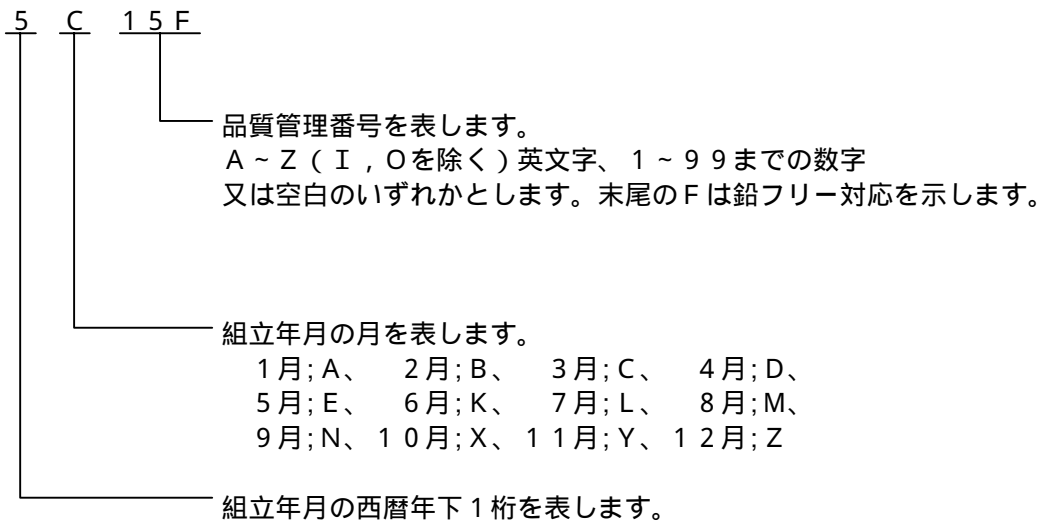 ５ Ｃ １５Ｆ
品質管理番号を表します。
Ａ～Ｚ（Ｉ，Ｏを除く）英文字、１～９９までの数字
又は空白のいずれかとします。末尾のＦは鉛フリー対応を示します。
組立年月の月を表します。
１月;Ａ、 ２月;Ｂ、 ３月;Ｃ、 ４月;Ｄ、
５月;Ｅ、 ６月;Ｋ、 ７月;Ｌ、 ８月;Ｍ、
９月;Ｎ、１０月;Ｘ、１１月;Ｙ、１２月;Ｚ
組立年月の西暦年下１桁を表します。